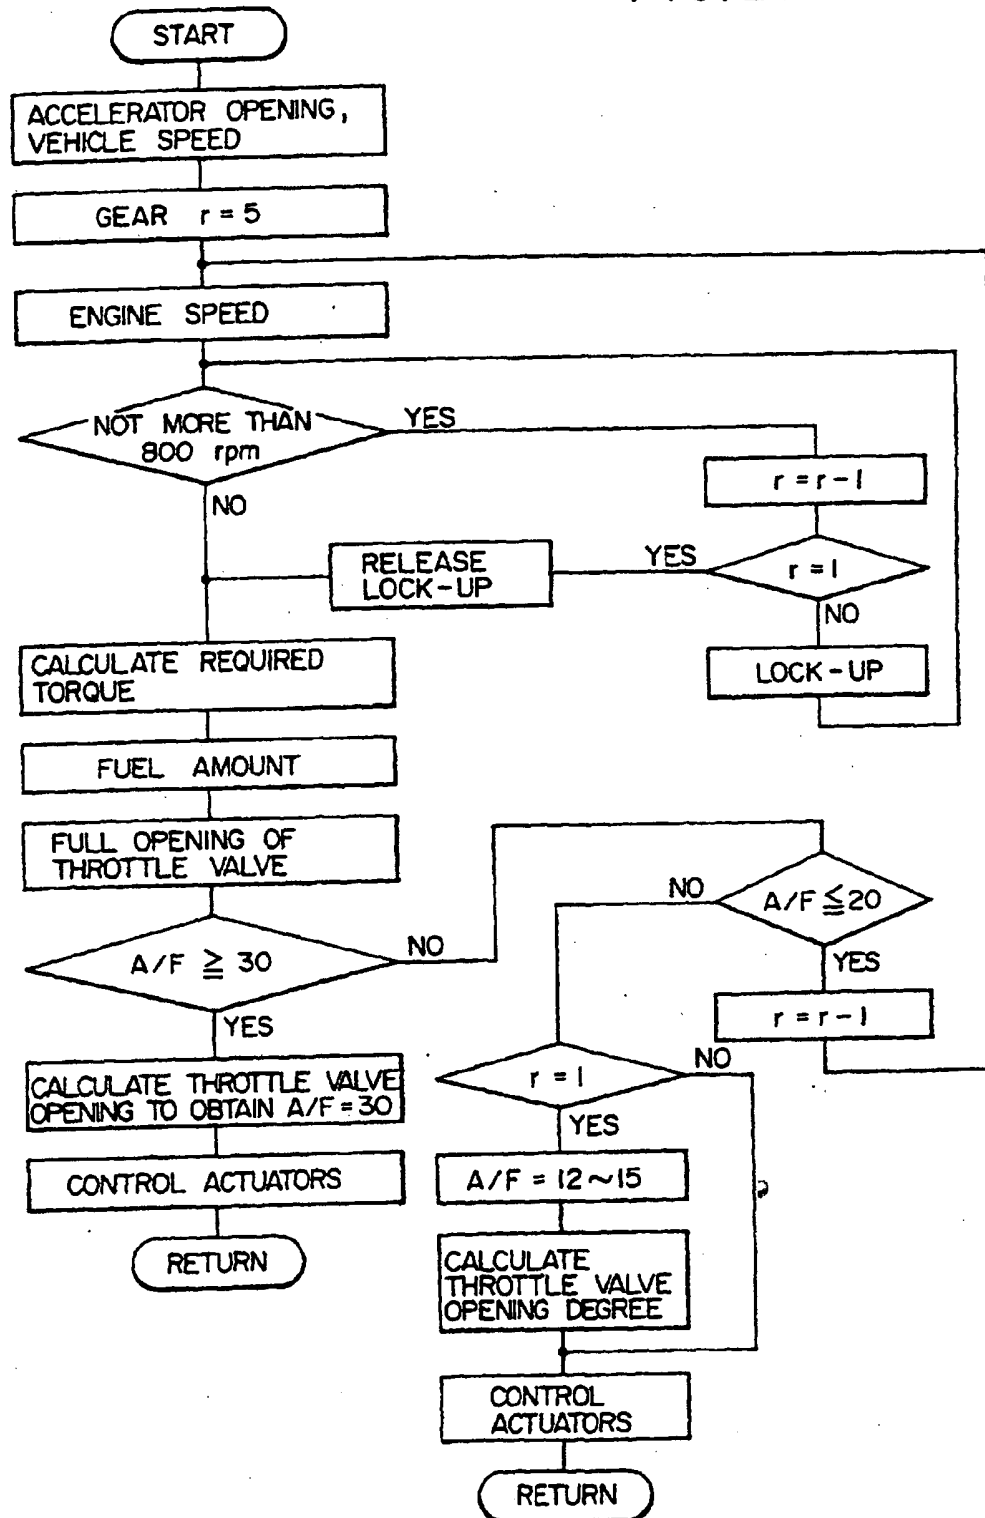 START
ACCELERATOR OPENING,
VEHICLE SPEED
GEAR r = 5
ENGINE SPEED
NOT MORE THAN
800 rpm
YES
NO
r = r - 1
r = 1
YES
NO
RELEASE
LOCK-UP
LOCK-UP
CALCULATE REQUIRED
TORQUE
FUEL AMOUNT
FULL OPENING OF
THROTTLE VALVE
A/F ≧ 30
NO
YES
A/F ≦ 20
NO
YES
r = r - 1
CALCULATE THROTTLE VALVE
OPENING TO OBTAIN A/F = 30
CONTROL ACTUATORS
RETURN
r = 1
NO
YES
A/F = 12~15
CALCULATE
THROTTLE VALVE
OPENING DEGREE
CONTROL
ACTUATORS
RETURN